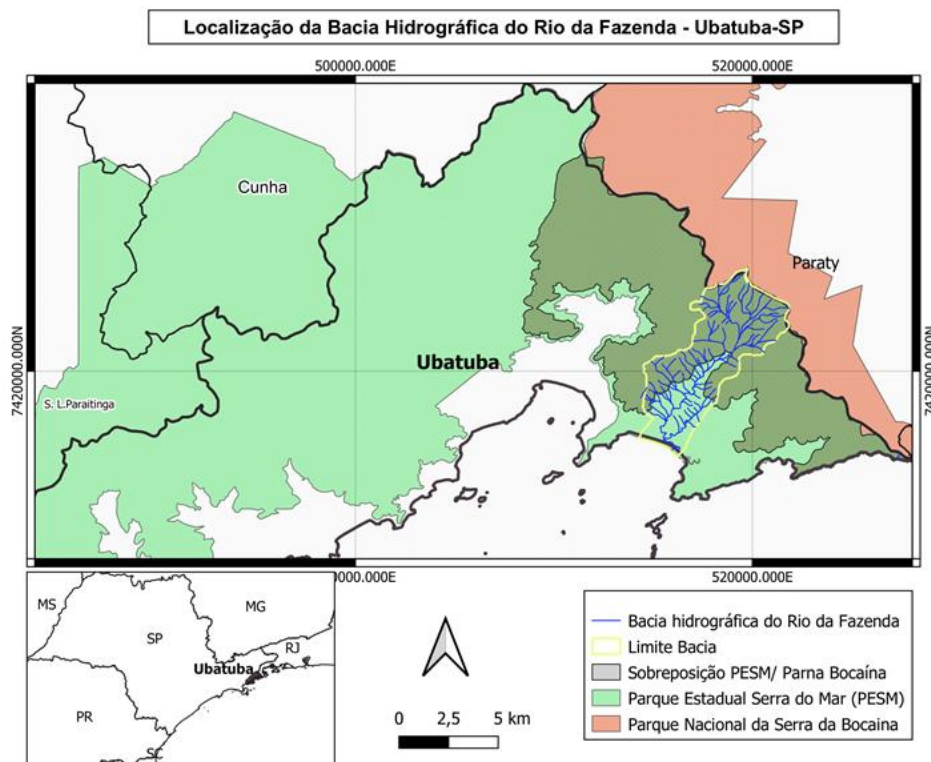 Localização da Bacia Hidrográfica do Rio da Fazenda - Ubatuba-SP
500000.000E
520000.000E
Cunha
Paraty
7420000.000N
Ubatuba
7420000.000N
S. L.Paraitinga
0000.000E
520000.000E
MS
MG
SP
RJ
Ubatuba
PR
SC
0 2,5 5 km
Bacia hidrográfica do Rio da Fazenda
Limite Bacia
Sobreposição PESM/ Parna Bocaína
Parque Estadual Serra do Mar (PESM)
Parque Nacional da Serra da Bocaina